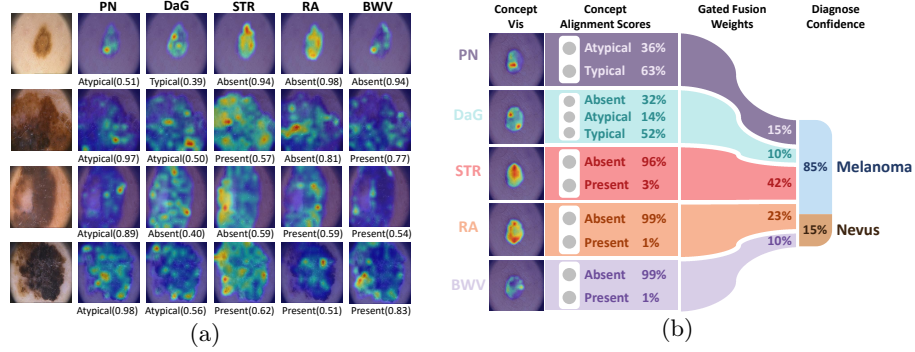 PN DaG STR RA BWV
Atypical(0.51) Typical(0.39) Absent(0.94) Absent(0.98) Absent(0.94)
Atypical(0.97) Atypical(0.50) Present(0.57) Absent(0.81) Present(0.77)
Atypical(0.89) Absent(0.40) Absent(0.59) Present(0.59) Present(0.54)
Atypical(0.98) Atypical(0.56) Present(0.62) Present(0.51) Present(0.83)
(a)
Concept Vis
Concept Alignment Scores
Gated Fusion Weights
Diagnose Confidence
PN
Atypical 36%
Typical 63%
DaG
Absent 32%
Atypical 14%
Typical 52%
STR
Absent 96%
Present 3%
RA
Absent 99%
Present 1%
BWV
Absent 99%
Present 1%
15%
10%
42%
23%
10%
85% Melanoma
15% Nevus
(b)